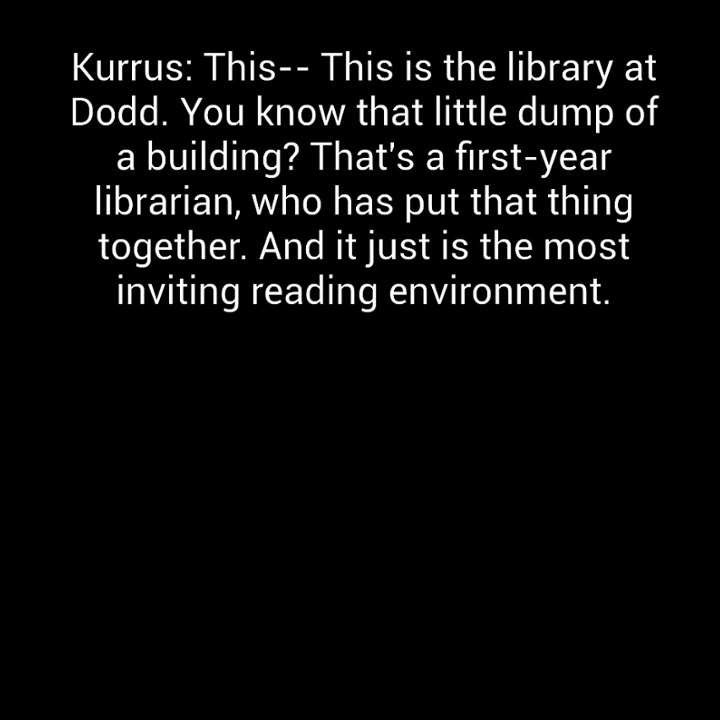 Kurrus: This-- This is the library at
Dodd. You know that little dump of
a building? That's a first-year
librarian, who has put that thing
together. And it just is the most
inviting reading environment.